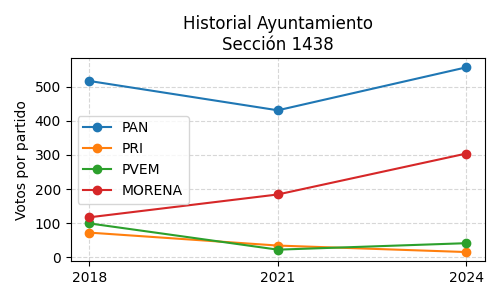 Historial Ayuntamiento
Sección 1438
Votos por partido
500
400
300
200
100
0
PAN
PRI
PVEM
MORENA
2018
2021
2024